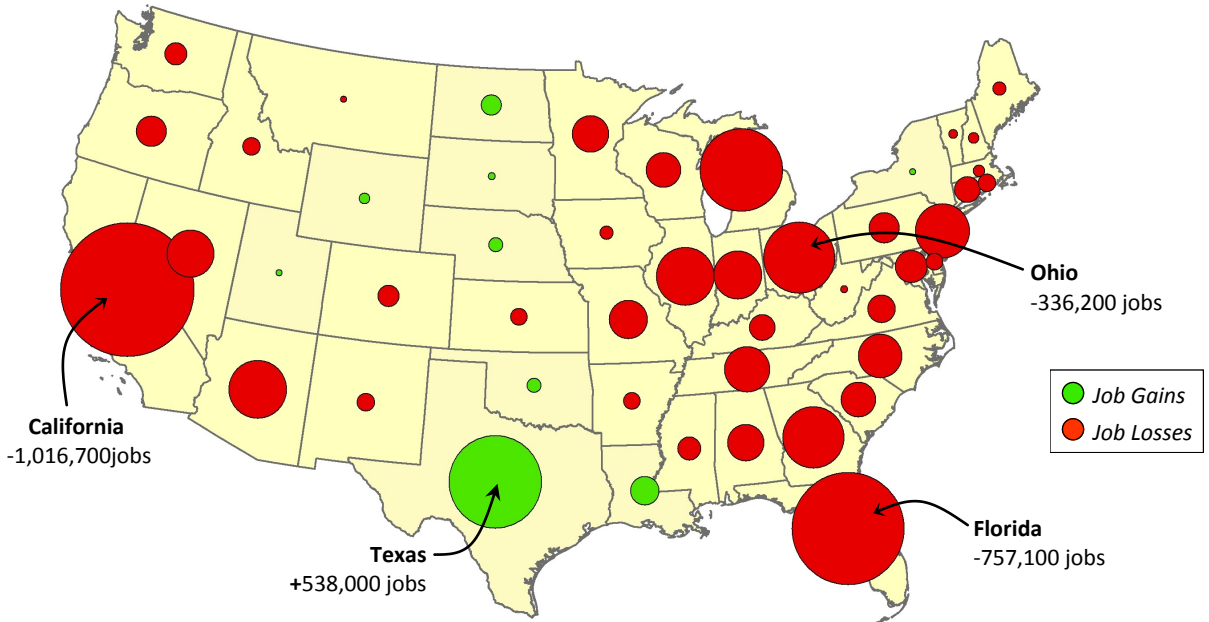 Ohio
-336,200 jobs
Job Gains
Job Losses
California
-1,016,700jobs
Florida
-757,100 jobs
Texas
+538,000 jobs